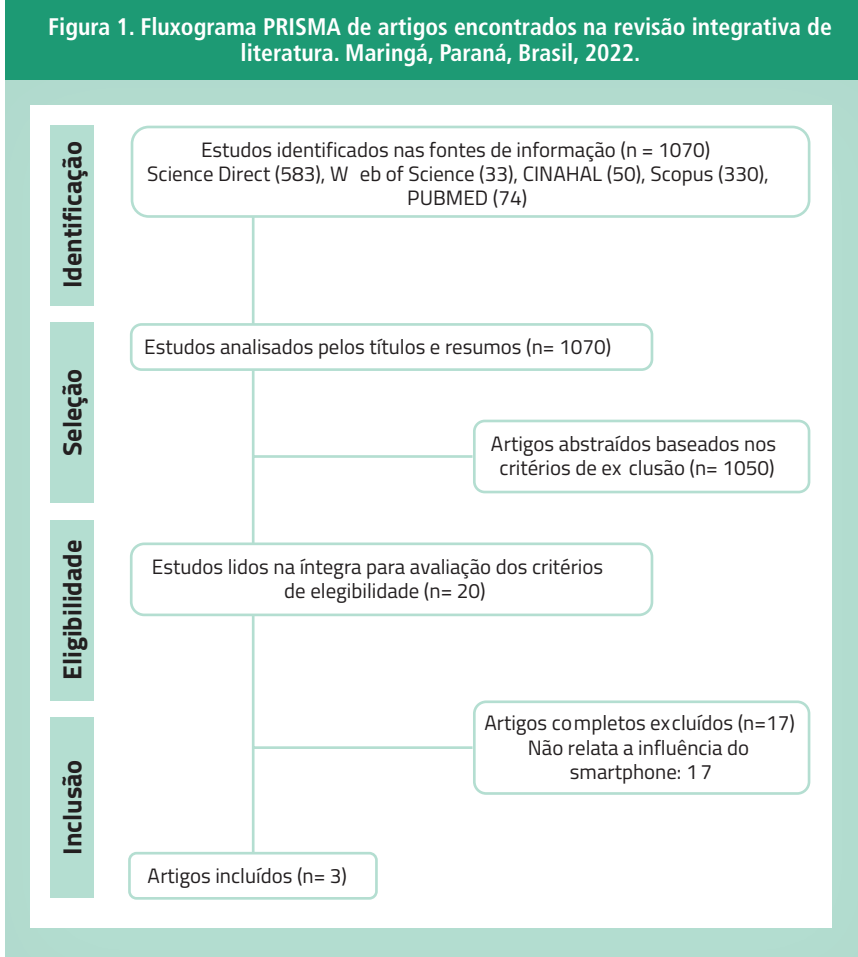 Figura 1. Fluxograma PRISMA de artigos encontrados na revisão integrativa de
literatura. Maringá, Paraná, Brasil, 2022.
Identificação
Estudos identificados nas fontes de informação (n = 1070)
Science Direct (583), W eb of Science (33), CINAHAL (50), Scopus (330),
PUBMED (74)
Seleção
Estudos analisados pelos títulos e resumos (n= 1070)
Artigos abstraídos baseados nos
critérios de ex clusão (n= 1050)
Eligibilidade
Estudos lidos na íntegra para avaliação dos critérios
de elegibilidade (n= 20)
Inclusão
Artigos completos excluídos (n=17)
Não relata a influência do
smartphone: 1 7
Artigos incluídos (n= 3)